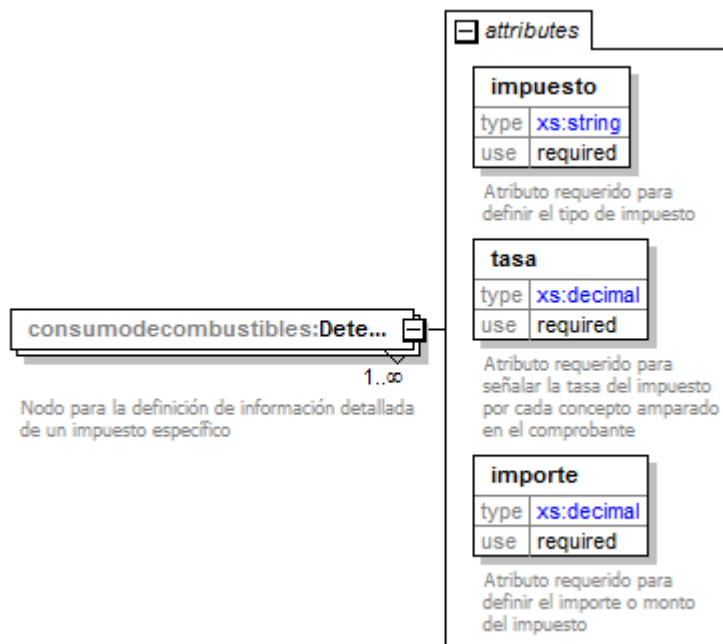 attributes
impuesto
type xs:string
use required
Atributo requerido para
definir el tipo de impuesto
tasa
type xs:decimal
use required
Atributo requerido para
señalar la tasa del impuesto
por cada concepto amparado
en el comprobante
consumodecombustibles:Dete...
1..∞
Nodo para la definición de información detallada
de un impuesto específico
importe
type xs:decimal
use required
Atributo requerido para
definir el importe o monto
del impuesto